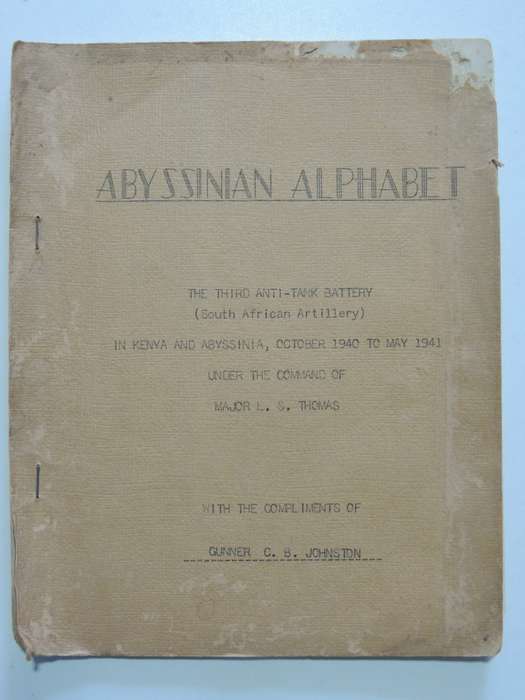 ABYSSINIAN ALPHABET
THE THIRD ANTI-TANK BATTERY
(South African Artillery)
IN KENYA AND ABYSSINIA, OCTOBER 1940 TO MAY 1941
UNDER THE COMMAND OF
MAJOR L. S. THOMAS
WITH THE COMPLIMENTS OF
GUNNER C. B. JOHNSTON